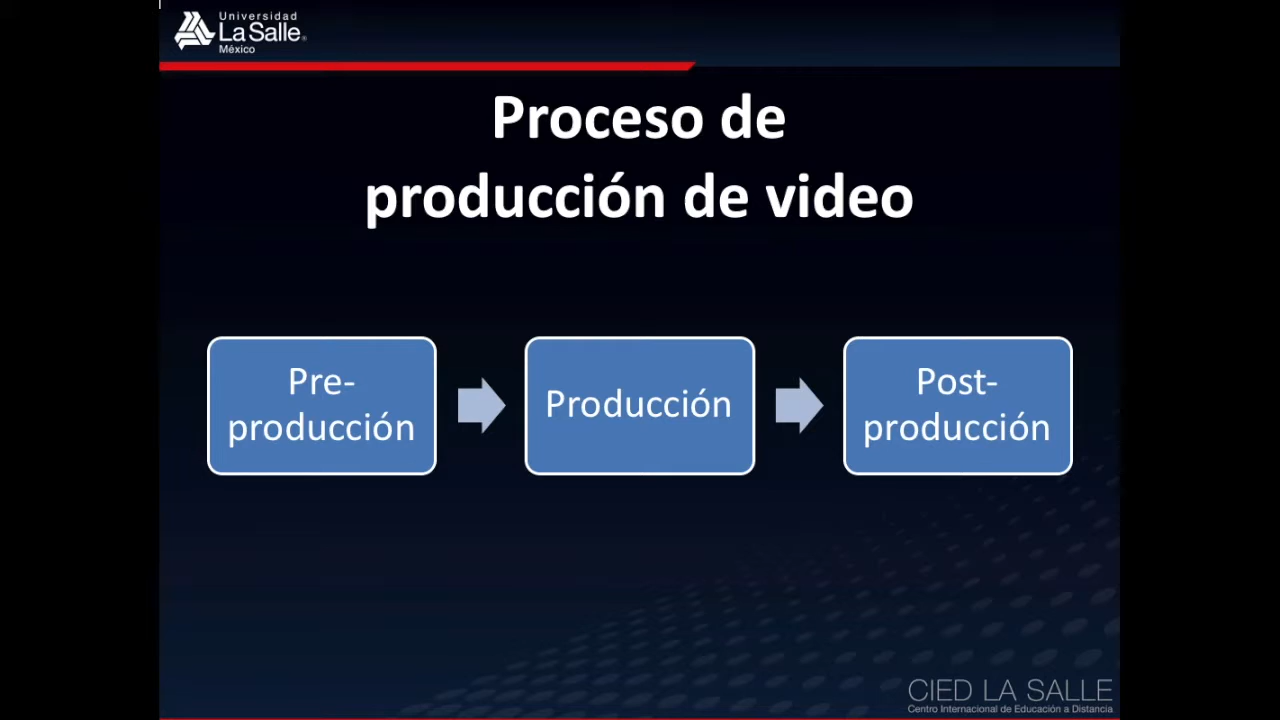 Universidad
La Salle®
México
Proceso de
producción de video
Pre-
producción
Producción
Post-
producción
CIED LA SALLE
Centro Internacional de Educación a Distancia